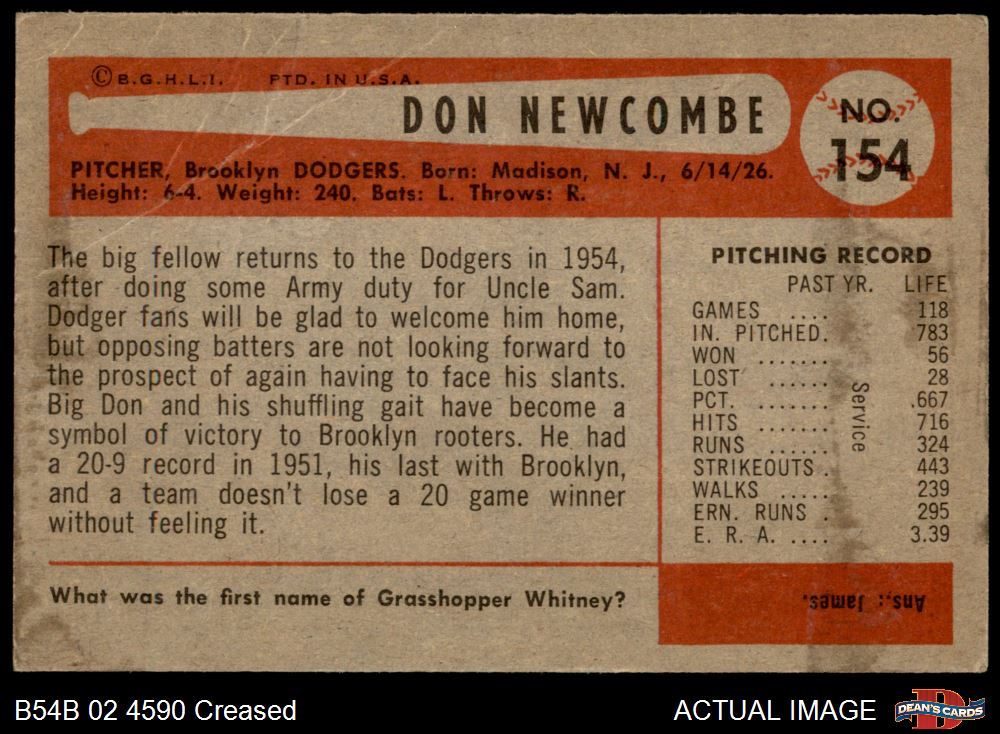 © B.G.H.L.I. PTD. IN U.S.A.
DON NEWCOMBE
NO.
154
PITCHER, Brooklyn DODGERS. Born: Madison, N. J., 6/14/26.
Height: 6-4. Weight: 240. Bats: L. Throws: R.
The big fellow returns to the Dodgers in 1954,
after doing some Army duty for Uncle Sam.
Dodger fans will be glad to welcome him home,
but opposing batters are not looking forward to
the prospect of again having to face his slants.
Big Don and his shuffling gait have become a
symbol of victory to Brooklyn rooters. He had
a 20-9 record in 1951, his last with Brooklyn,
and a team doesn't lose a 20 game winner
without feeling it.
What was the first name of Grasshopper Whitney?
PITCHING RECORD
PAST YR. LIFE
GAMES .... 118
IN. PITCHED. 783
WON ....... 56
LOST ...... 28
PCT. ....... .667
HITS ....... 716
RUNS ...... 324
STRIKEOUTS . 443
WALKS ..... 239
ERN. RUNS . 295
E. R. A. .... 3.39
Service
Ans.: James.
B54B 02 4590 Creased
ACTUAL IMAGE
DEAN'S CARDS